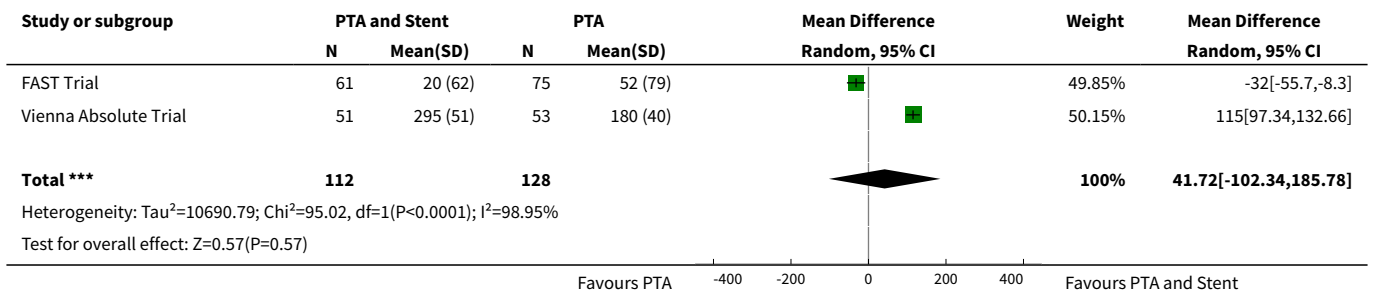 Study or subgroup PTA and Stent PTA Mean Difference Weight Mean Difference
N Mean(SD) N Mean(SD) Random, 95% CI Random, 95% CI
FAST Trial 61 20 (62) 75 52 (79) 49.85% -32[-55.7,-8.3]
Vienna Absolute Trial 51 295 (51) 53 180 (40) 50.15% 115[97.34,132.66]
Total *** 112 128 100% 41.72[-102.34,185.78]
Heterogeneity: Tau²=10690.79; Chi²=95.02, df=1(P<0.0001); I²=98.95%
Test for overall effect: Z=0.57(P=0.57)
Favours PTA -400 -200 0 200 400 Favours PTA and Stent